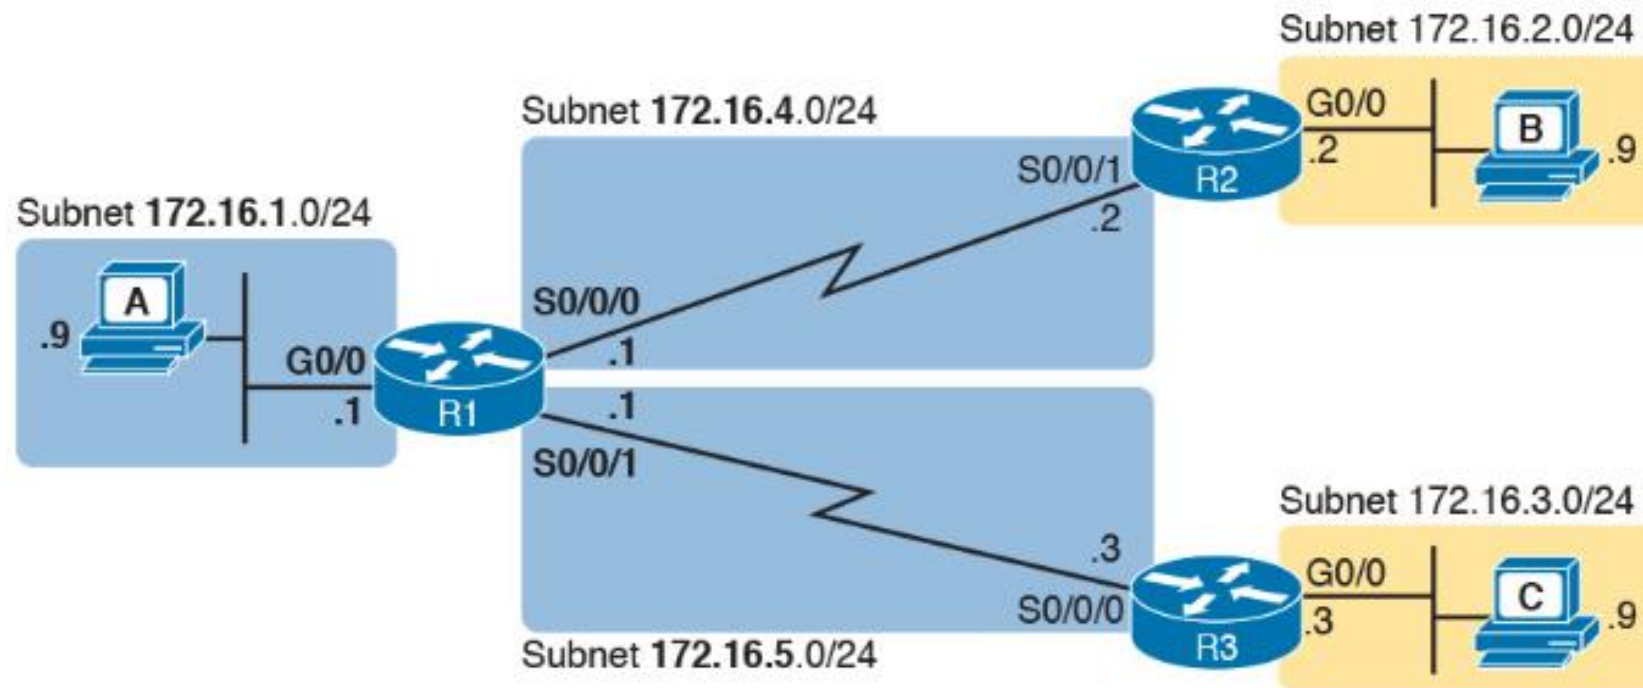 Subnet 172.16.2.0/24
Subnet 172.16.4.0/24
G0/0
B
.9
.2
S0/0/1
R2
.2
Subnet 172.16.1.0/24
A
.9
S0/0/0
.1
G0/0
.1
R1
.1
S0/0/1
Subnet 172.16.3.0/24
.3
G0/0
C
.9
S0/0/0
.3
R3
Subnet 172.16.5.0/24